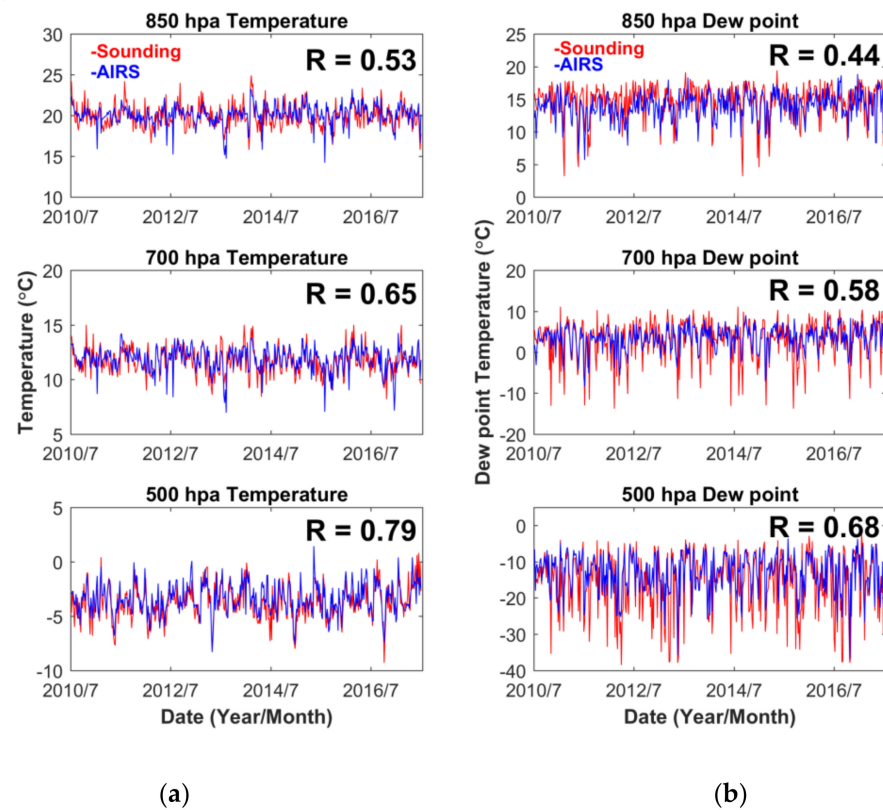 850 hpa Temperature
30
25
20
15
10
-Sounding
-AIRS
R = 0.53
2010/7 2012/7 2014/7 2016/7
700 hpa Temperature
20
15
10
5
R = 0.65
2010/7 2012/7 2014/7 2016/7
500 hpa Temperature
5
0
-5
-10
R = 0.79
2010/7 2012/7 2014/7 2016/7
Temperature (°C)
Date (Year/Month)
(a)
850 hpa Dew point
25
20
15
10
5
0
-Sounding
-AIRS
R = 0.44
2010/7 2012/7 2014/7 2016/7
700 hpa Dew point
20
10
0
-10
-20
R = 0.58
2010/7 2012/7 2014/7 2016/7
500 hpa Dew point
0
-10
-20
-30
-40
R = 0.68
2010/7 2012/7 2014/7 2016/7
Dew point Temperature (°C)
Date (Year/Month)
(b)